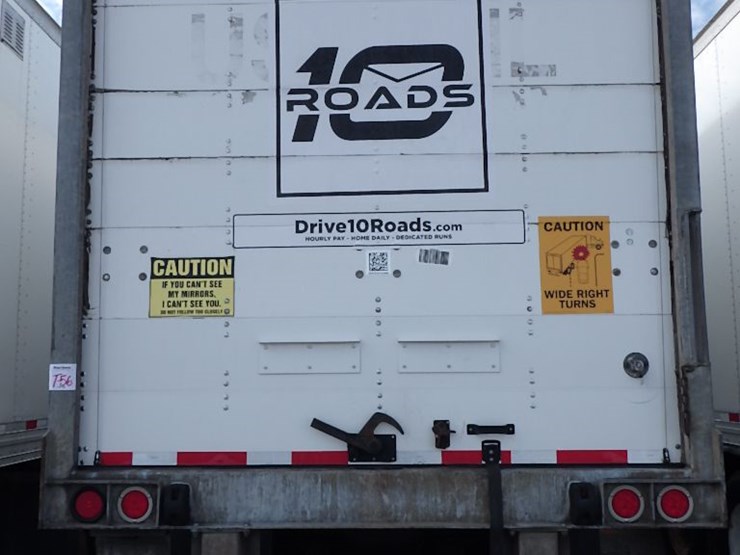 10
ROADS
Drive10Roads.com
HOURLY PAY - HOME DAILY - DEDICATED RUNS
CAUTION
IF YOU CAN'T SEE
MY MIRRORS,
I CAN'T SEE YOU.
DO NOT FOLLOW TOO CLOSELY
CAUTION
WIDE RIGHT
TURNS
T56